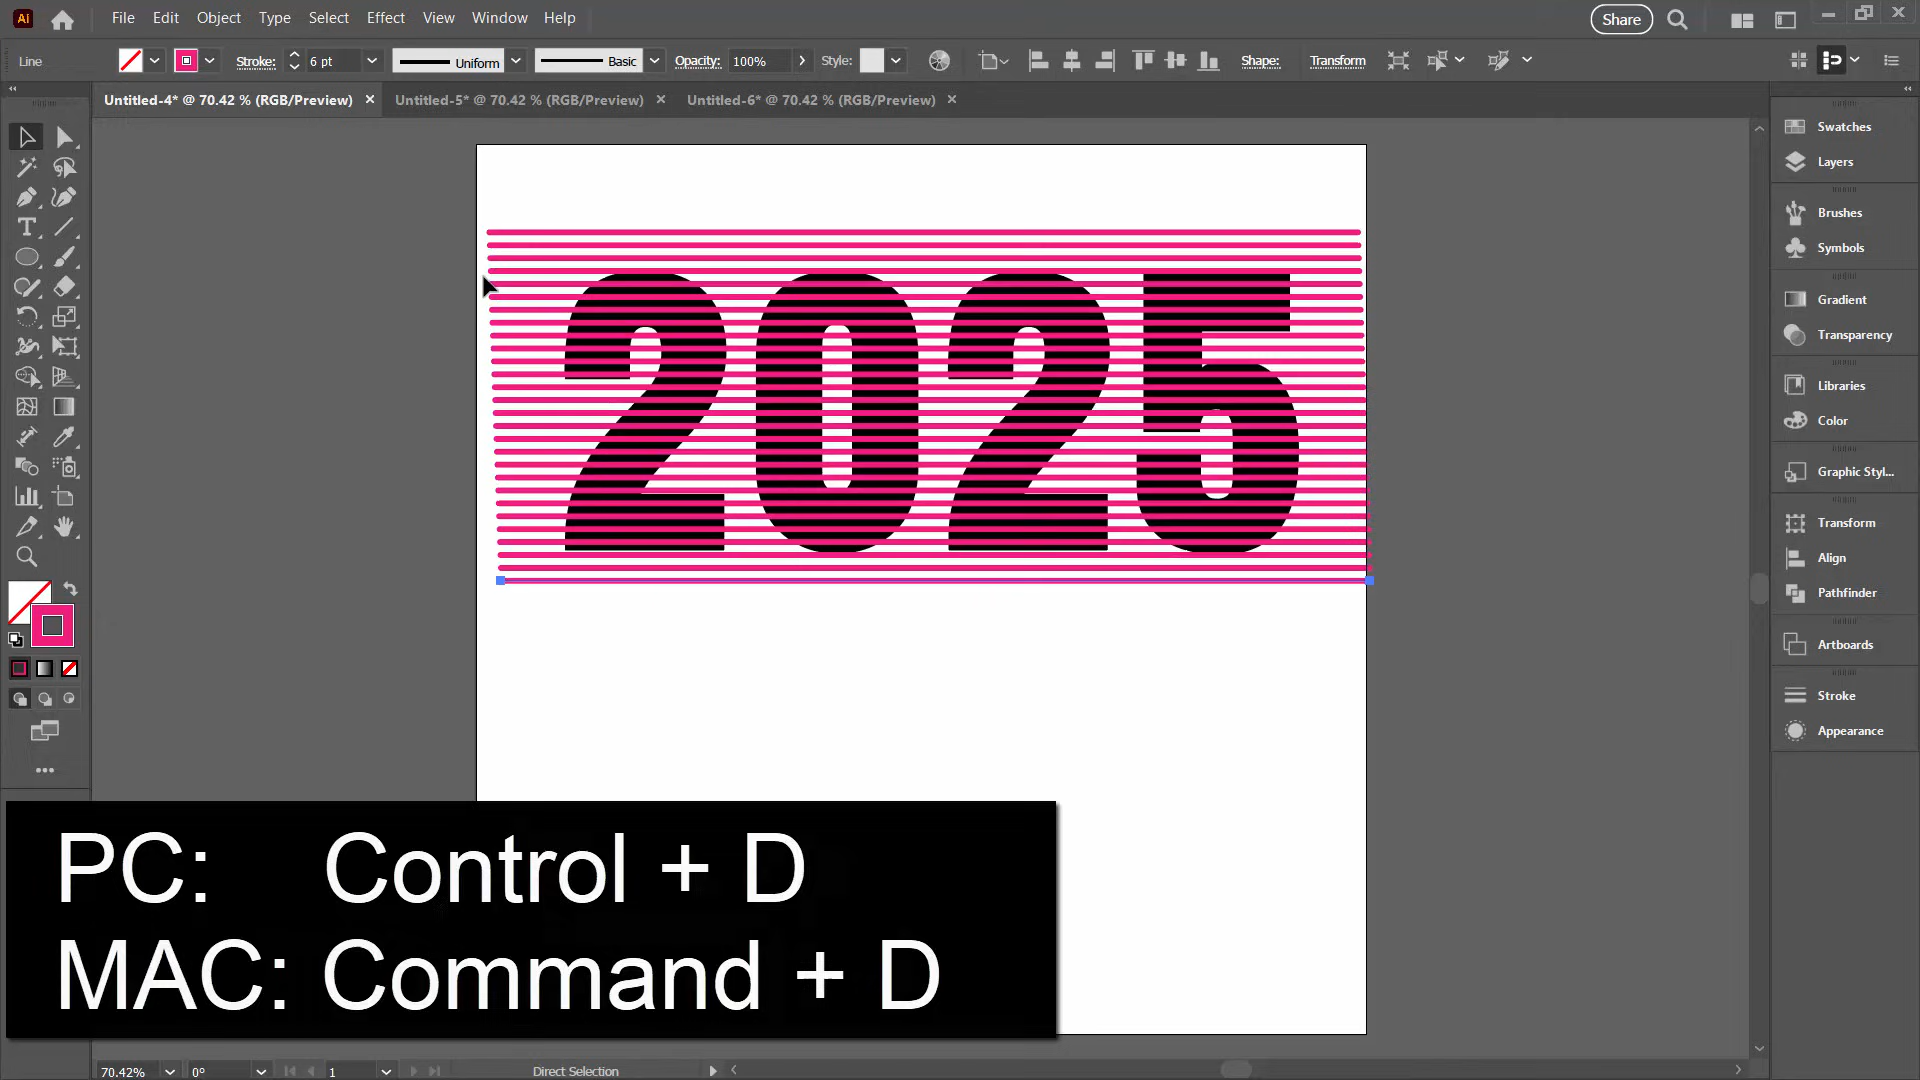 Ai File Edit Object Type Select Effect View Window Help Share
Line Stroke: 6 pt Uniform Basic Opacity: 100% Style: Shape: Transform
Untitled-4* @ 70.42 % (RGB/Preview) × Untitled-5* @ 70.42 % (RGB/Preview) × Untitled-6* @ 70.42 % (RGB/Preview) ×
Swatches
Layers
Brushes
Symbols
Gradient
Transparency
Libraries
Color
Graphic Styl...
Transform
Align
Pathfinder
Artboards
Stroke
Appearance
2025
PC: Control + D
MAC: Command + D
70.42% 0° 1 Direct Selection